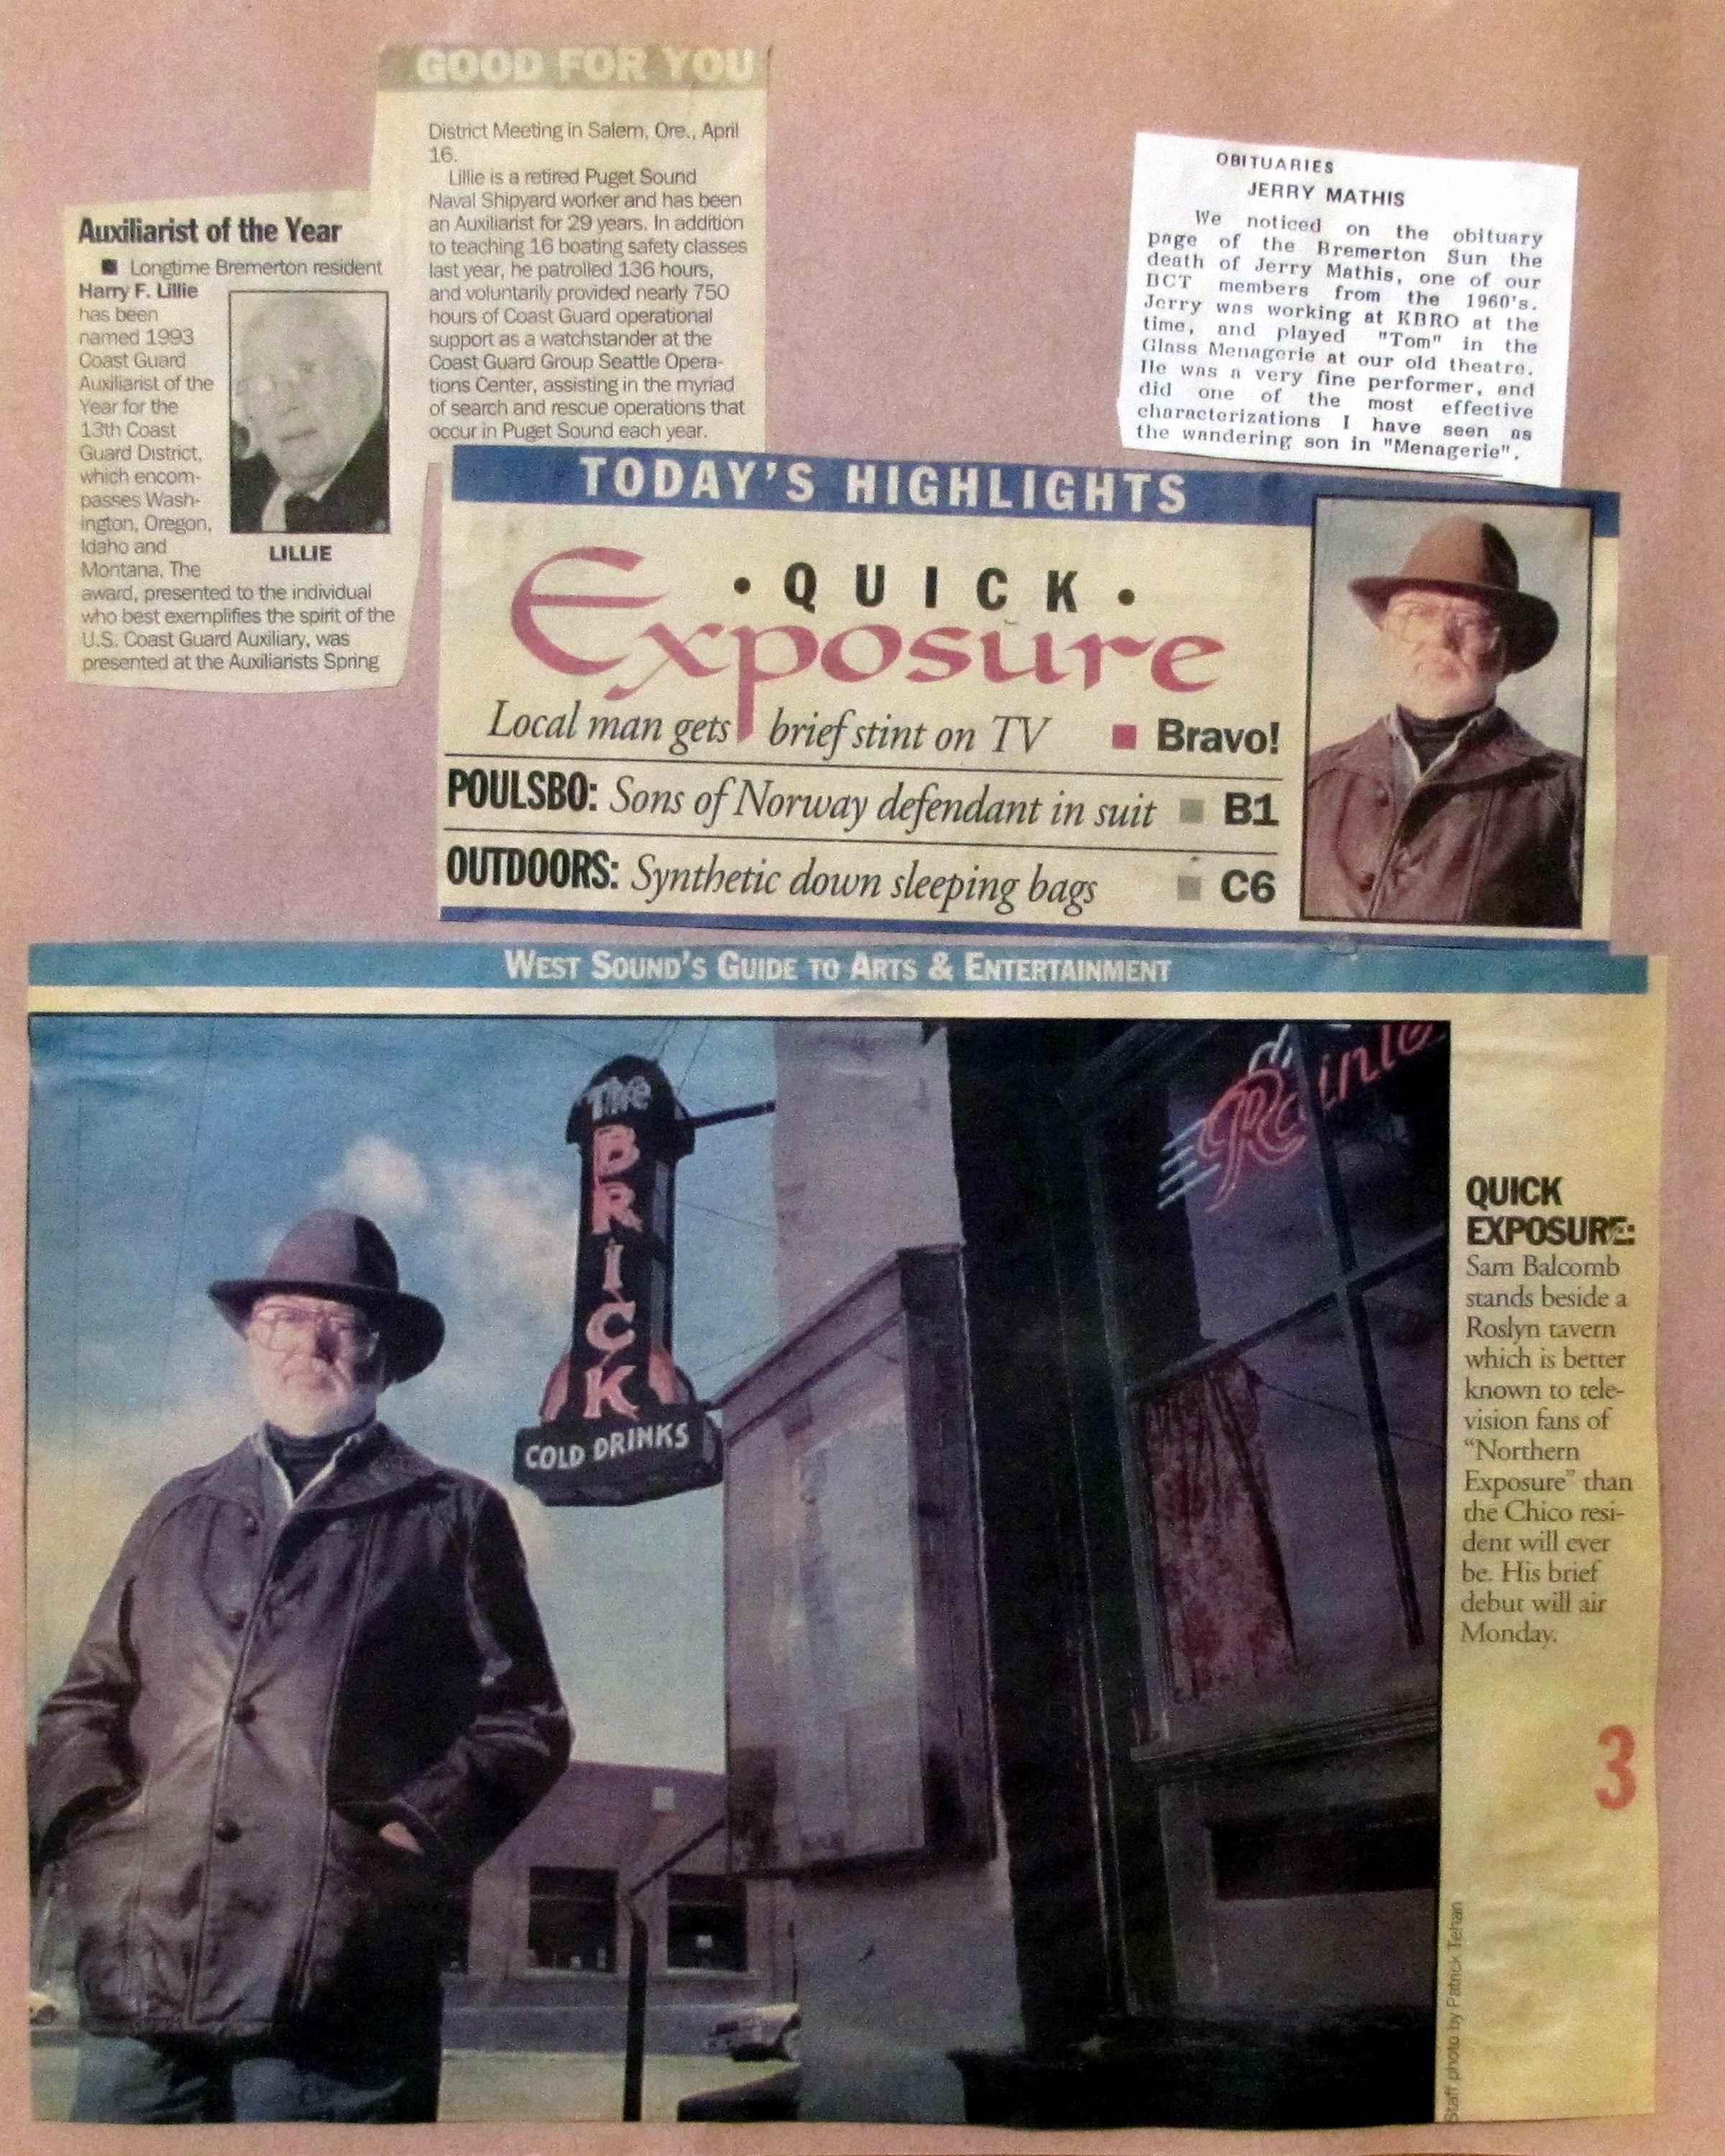 GOOD FOR YOU
Auxiliarist of the Year
■ Longtime Bremerton resident
Harry F. Lillie
has been
named 1993
Coast Guard
Auxiliarist of the
Year for the
13th Coast
Guard District,
which encom-
passes Wash-
ington, Oregon,
Idaho and
Montana. The
LILLIE
award, presented to the individual
who best exemplifies the spirit of the
U.S. Coast Guard Auxiliary, was
presented at the Auxiliarists Spring
District Meeting in Salem, Ore., April
16.
Lillie is a retired Puget Sound
Naval Shipyard worker and has been
an Auxiliarist for 29 years. In addition
to teaching 16 boating safety classes
last year, he patrolled 136 hours,
and voluntarily provided nearly 750
hours of Coast Guard operational
support as a watchstander at the
Coast Guard Group Seattle Opera-
tions Center, assisting in the myriad
of search and rescue operations that
occur in Puget Sound each year.
OBITUARIES
JERRY MATHIS
We noticed on the obituary
page of the Bremerton Sun the
death of Jerry Mathis, one of our
BCT members from the 1960's.
Jerry was working at KBRO at the
time, and played "Tom" in the
Glass Menagerie at our old theatre.
He was a very fine performer, and
did one of the most effective
characterizations I have seen as
the wandering son in "Menagerie".
TODAY'S HIGHLIGHTS
• QUICK •
Exposure
Local man gets brief stint on TV ■ Bravo!
POULSBO: Sons of Norway defendant in suit ■ B1
OUTDOORS: Synthetic down sleeping bags ■ C6
WEST SOUND'S GUIDE TO ARTS & ENTERTAINMENT
The
BRICK
COLD DRINKS
Rainie
QUICK
EXPOSURE:
Sam Balcomb
stands beside a
Roslyn tavern
which is better
known to tele-
vision fans of
“Northern
Exposure” than
the Chico resi-
dent will ever
be. His brief
debut will air
Monday.
3
Staff photo by Patrick Tehan